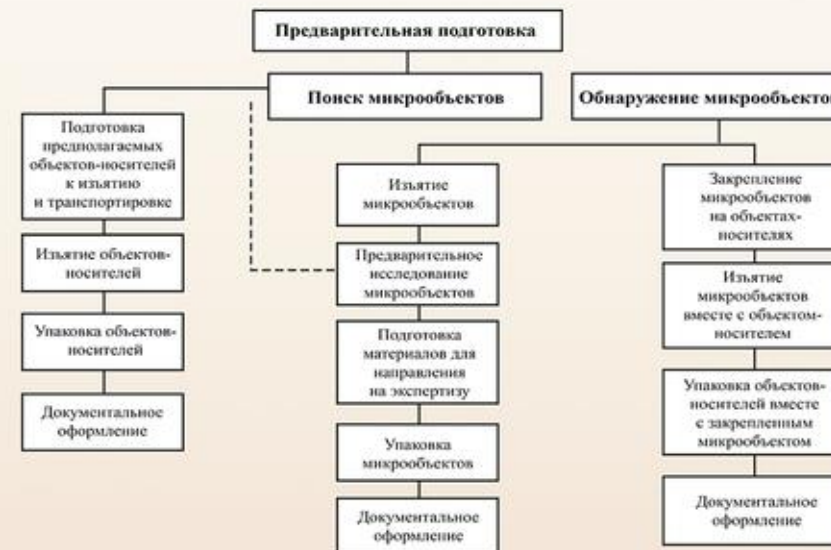 Предварительная подготовка
Поиск микрообъектов
Обнаружение микрообъекто
Подготовка
предполагаемых
объектов-носителей
к изъятию
и транспортировке
Изъятие объектов-
носителей
Упаковка объектов-
носителей
Документальное
оформление
Изъятие
микрообъектов
Предварительное
исследование
микрообъектов
Подготовка
материалов для
направления
на экспертизу
Упаковка
микрообъектов
Документальное
оформление
Закрепление
микрообъектов
на объектах-
носителях
Изъятие
микрообъектов
вместе с объектом-
носителем
Упаковка объектов-
носителей вместе
с закрепленным
микрообъектом
Документальное
оформление